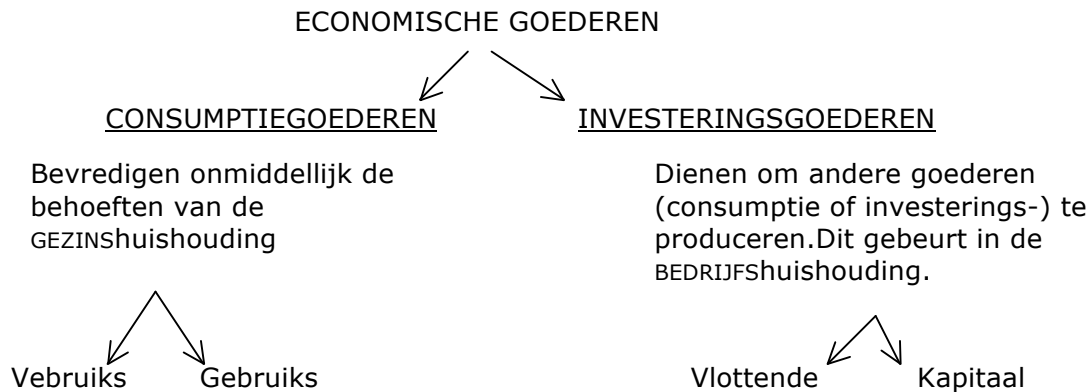 ECONOMISCHE GOEDEREN
CONSUMPTIEGOEDEREN
INVESTERINGSGOEDEREN
Bevredigen onmiddellijk de
behoeften van de
GEZINShuishouding
Dienen om andere goederen
(consumptie of investerings-) te
produceren.Dit gebeurt in de
BEDRIJFShuishouding.
Vebruiks
Gebruiks
Vlottende
Kapitaal